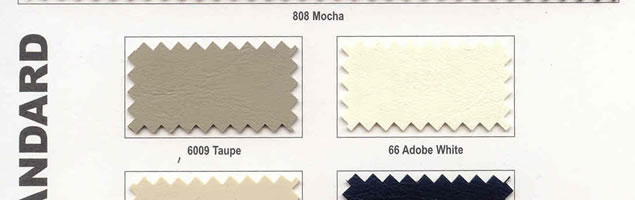 808 Mocha
ANDARD
6009 Taupe
66 Adobe White